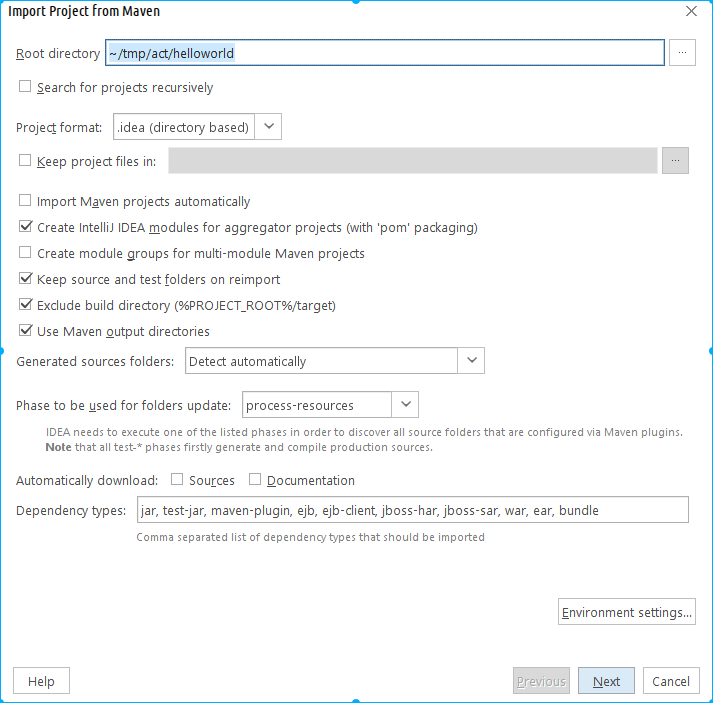 Import Project from Maven
Root directory ~/tmp/act/helloworld ...
Search for projects recursively
Project format: .idea (directory based)
Keep project files in: ...
Import Maven projects automatically
Create IntelliJ IDEA modules for aggregator projects (with 'pom' packaging)
Create module groups for multi-module Maven projects
Keep source and test folders on reimport
Exclude build directory (%PROJECT_ROOT%/target)
Use Maven output directories
Generated sources folders: Detect automatically
Phase to be used for folders update: process-resources
IDEA needs to execute one of the listed phases in order to discover all source folders that are configured via Maven plugins.
Note that all test-* phases firstly generate and compile production sources.
Automatically download: Sources Documentation
Dependency types: jar, test-jar, maven-plugin, ejb, ejb-client, jboss-har, jboss-sar, war, ear, bundle
Comma separated list of dependency types that should be imported
Environment settings...
Help Previous Next Cancel